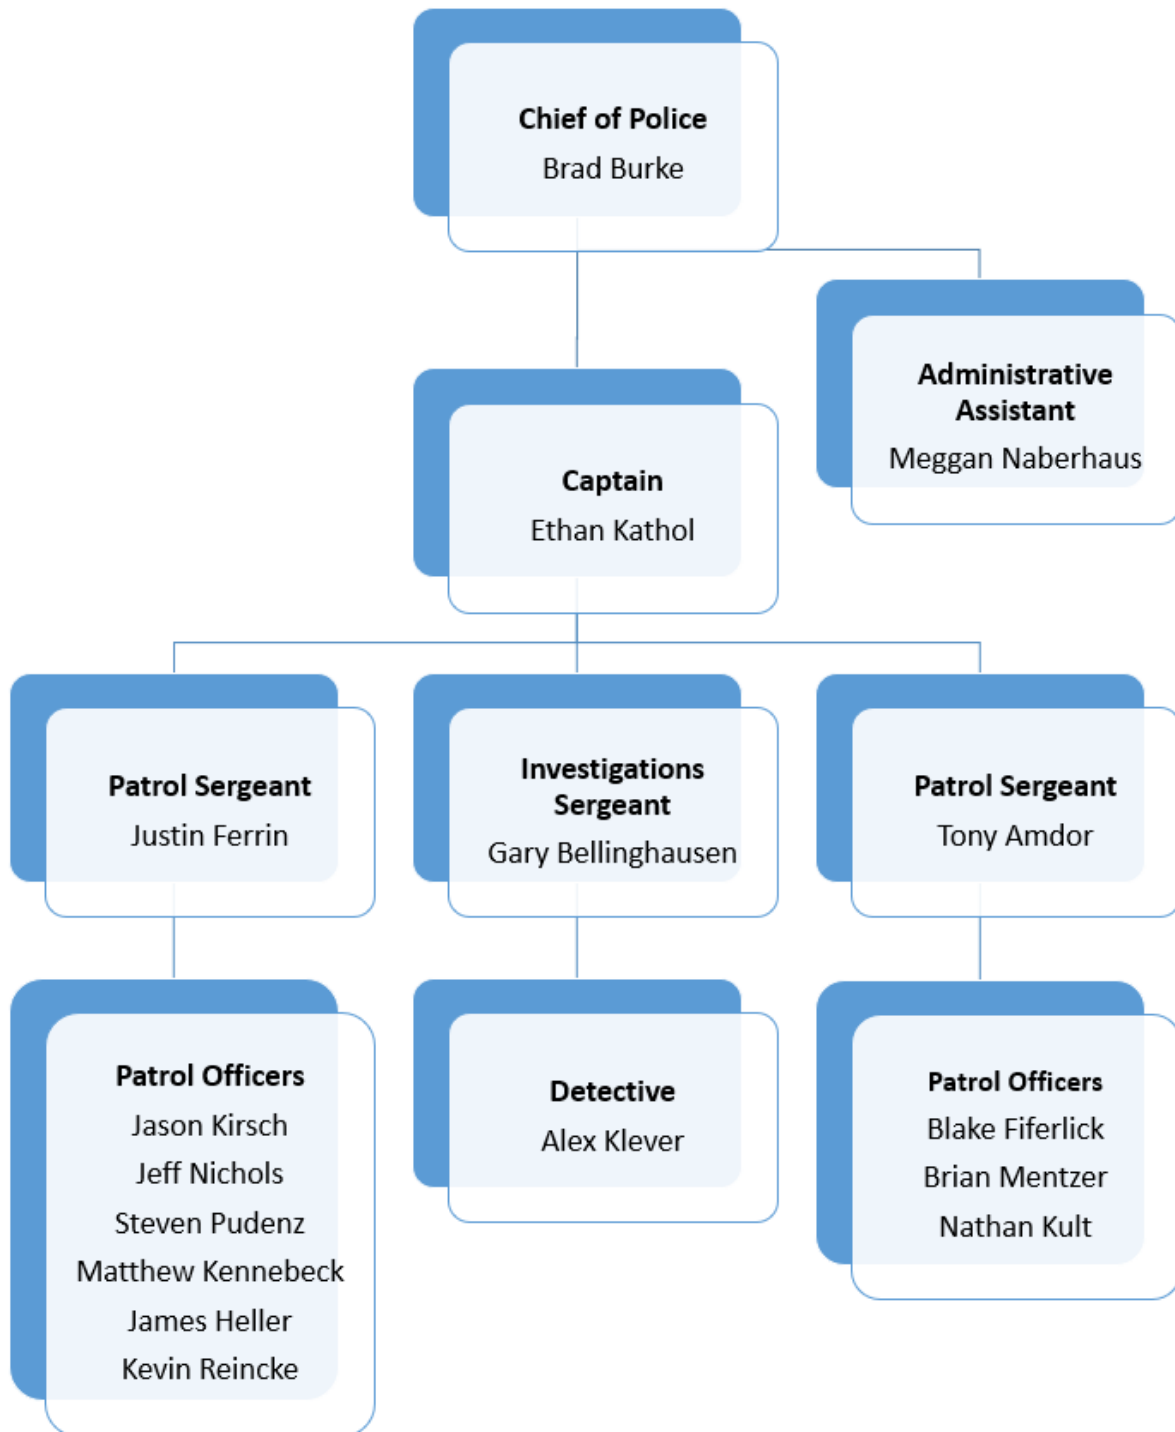 Chief of Police
Brad Burke
Administrative
Assistant
Meggan Naberhaus
Captain
Ethan Kathol
Patrol Sergeant
Justin Ferrin
Investigations
Sergeant
Gary Bellinghausen
Patrol Sergeant
Tony Amdor
Patrol Officers
Jason Kirsch
Jeff Nichols
Steven Pudenz
Matthew Kennebeck
James Heller
Kevin Reincke
Detective
Alex Klever
Patrol Officers
Blake Fiferlick
Brian Mentzer
Nathan Kult